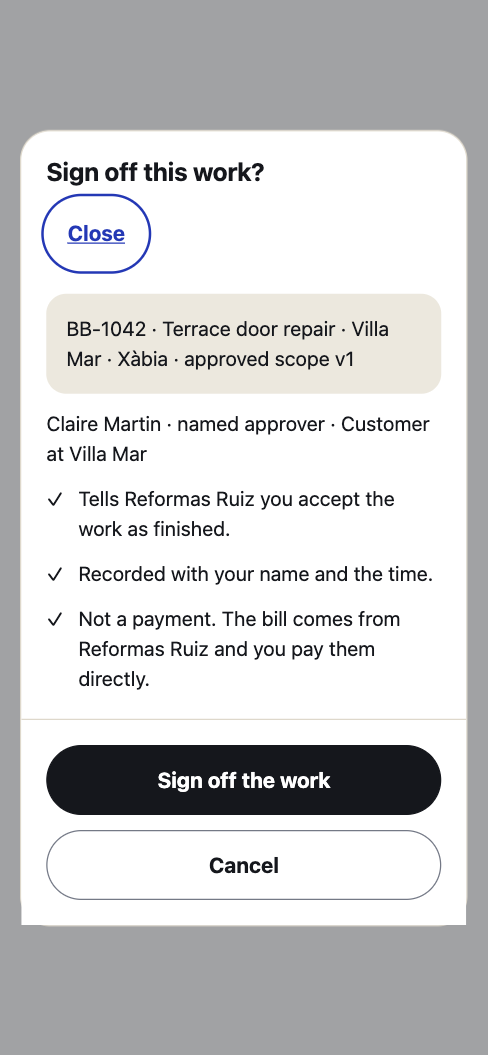 Sign off this work?
Close
BB-1042 · Terrace door repair · Villa
Mar · Xàbia · approved scope v1
Claire Martin · named approver · Customer
at Villa Mar
Tells Reformas Ruiz you accept the
work as finished.
Recorded with your name and the time.
Not a payment. The bill comes from
Reformas Ruiz and you pay them
directly.
Sign off the work
Cancel